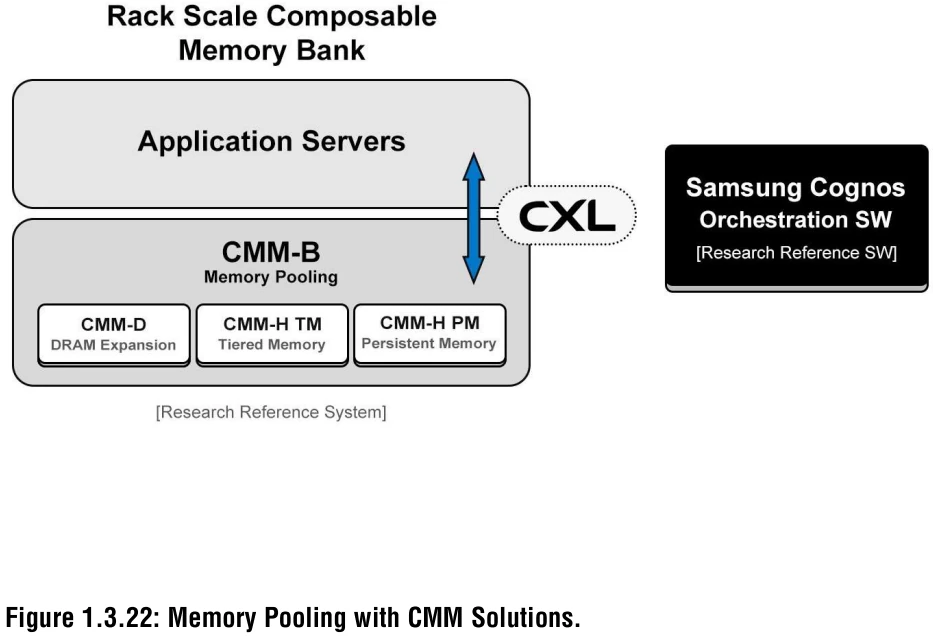 Rack Scale Composable
Memory Bank
Application Servers
CXL
Samsung Cognos
Orchestration SW
[Research Reference SW]
CMM-B
Memory Pooling
CMM-D
DRAM Expansion
CMM-H TM
Tiered Memory
CMM-H PM
Persistent Memory
[Research Reference System]
Figure 1.3.22: Memory Pooling with CMM Solutions.